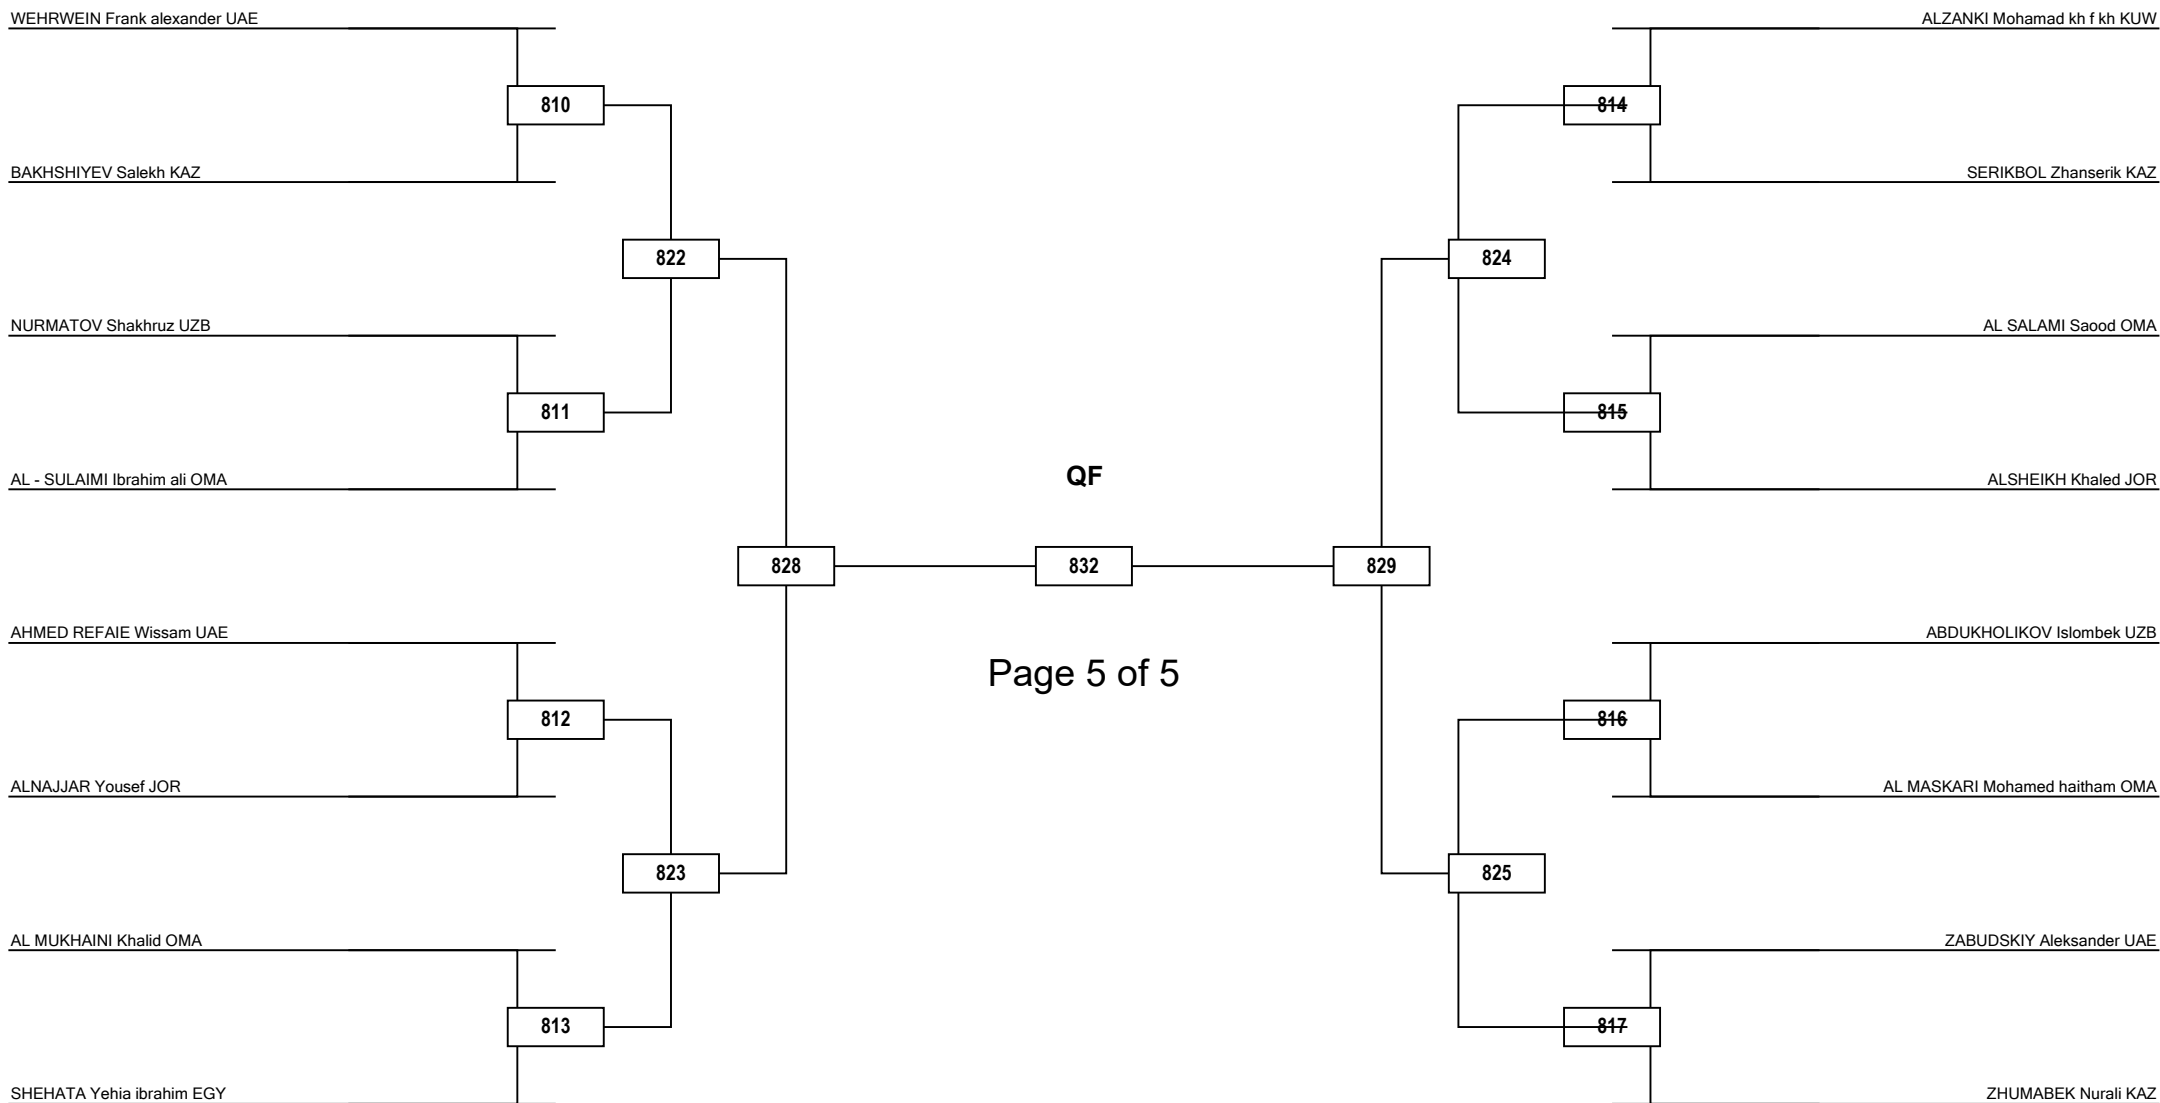 WEHRWEIN Frank alexander UAE
ALZANKI Mohamad kh f kh KUW
810
814
BAKHSHIYEV Salekh KAZ
SERIKBOL Zhanserik KAZ
822
824
NURMATOV Shakhruz UZB
AL SALAMI Saood OMA
811
815
AL - SULAIMI Ibrahim ali OMA
QF
ALSHEIKH Khaled JOR
828
832
829
AHMED REFAIE Wissam UAE
ABDUKHOLIKOV Islombek UZB
Page 5 of 5
812
816
ALNAJJAR Yousef JOR
AL MASKARI Mohamed haitham OMA
823
825
AL MUKHAINI Khalid OMA
ZABUDSKIY Aleksander UAE
813
817
SHEHATA Yehia ibrahim EGY
ZHUMABEK Nurali KAZ